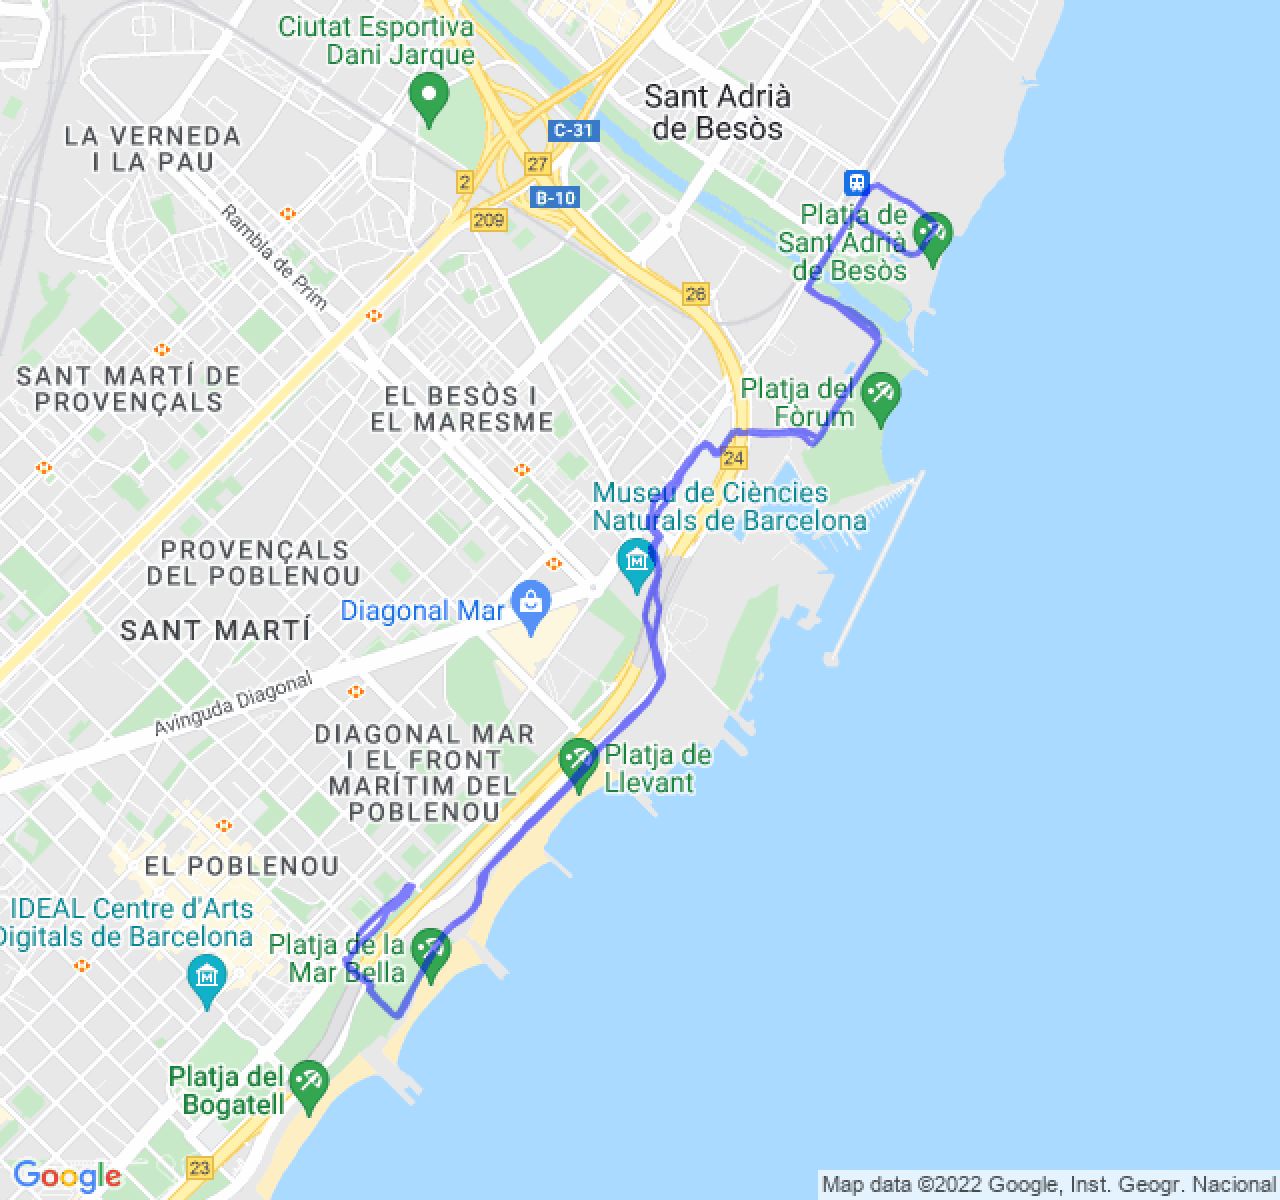 Ciutat Esportiva
Dani Jarque
Sant Adrià
de Besòs
C-31
LA VERNEDA
I LA PAU
27
2
B-10
209
Rambla de Prim
Platja de
Sant Adrià
de Besòs
26
SANT MARTÍ DE
PROVENÇALS
EL BESÒS I
EL MARESME
Platja del
Fòrum
24
Museu de Ciències
Naturals de Barcelona
PROVENÇALS
DEL POBLENOU
Diagonal Mar
SANT MARTÍ
Avinguda Diagonal
DIAGONAL MAR
I EL FRONT
MARÍTIM DEL
POBLENOU
Platja de
Llevant
EL POBLENOU
IDEAL Centre d'Arts
Digitals de Barcelona
Platja de la
Mar Bella
Platja del
Bogatell
23
Google
Map data ©2022 Google, Inst. Geogr. Nacional